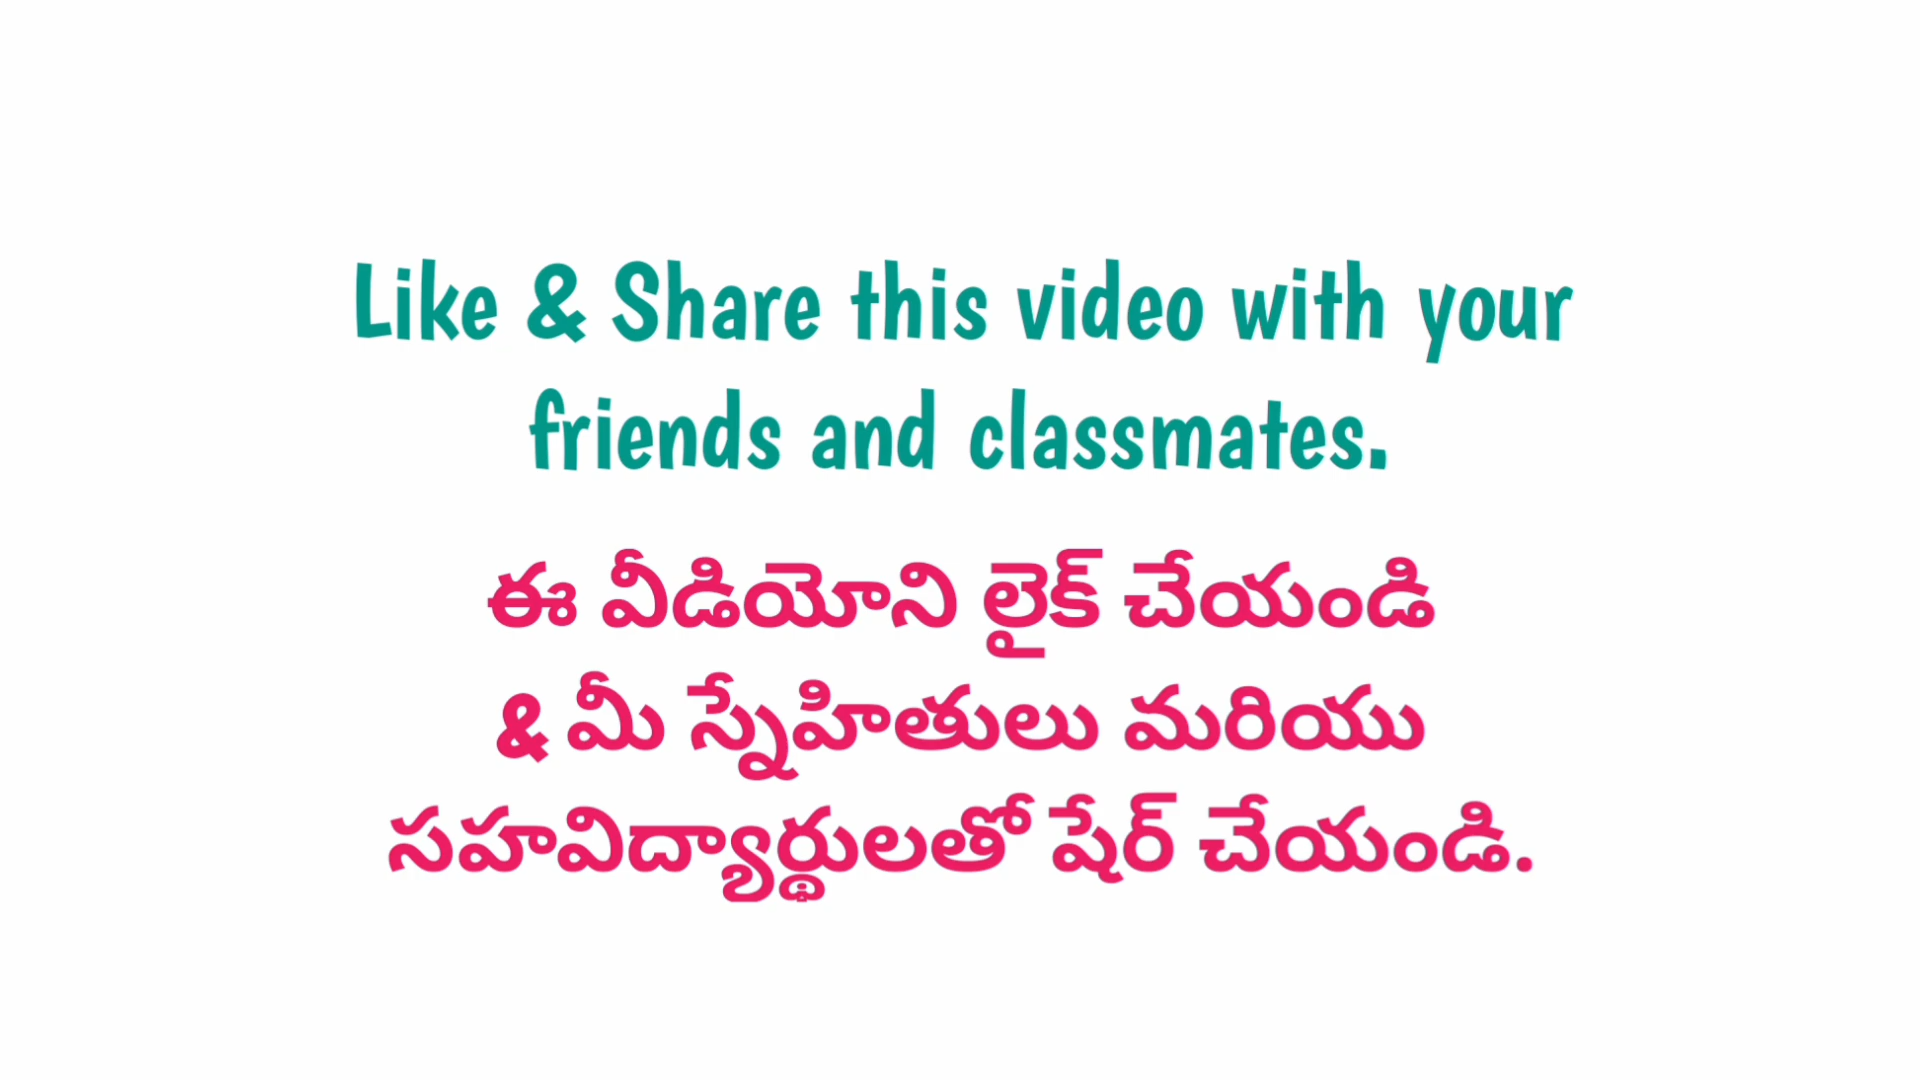 Like & Share this video with your
friends and classmates.
ఈ వీడియోని లైక్ చేయండి
& మీ స్నేహితులు మరియు
సహవిద్యార్థులతో షేర్ చేయండి.